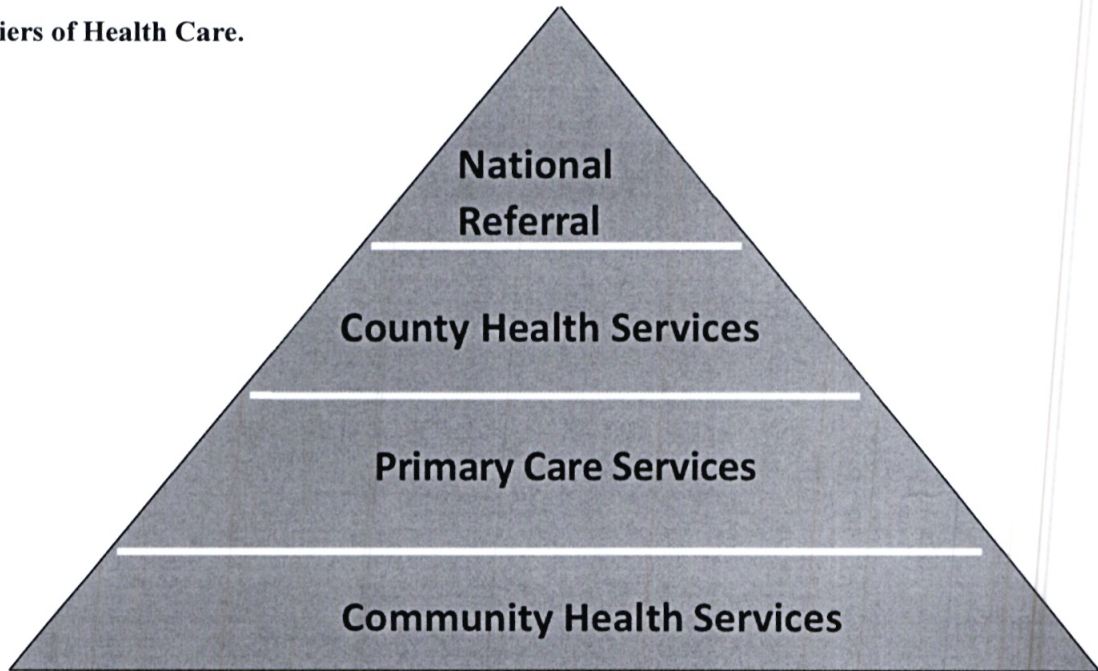 iers of Health Care.
National
Referral
County Health Services
Primary Care Services
Community Health Services